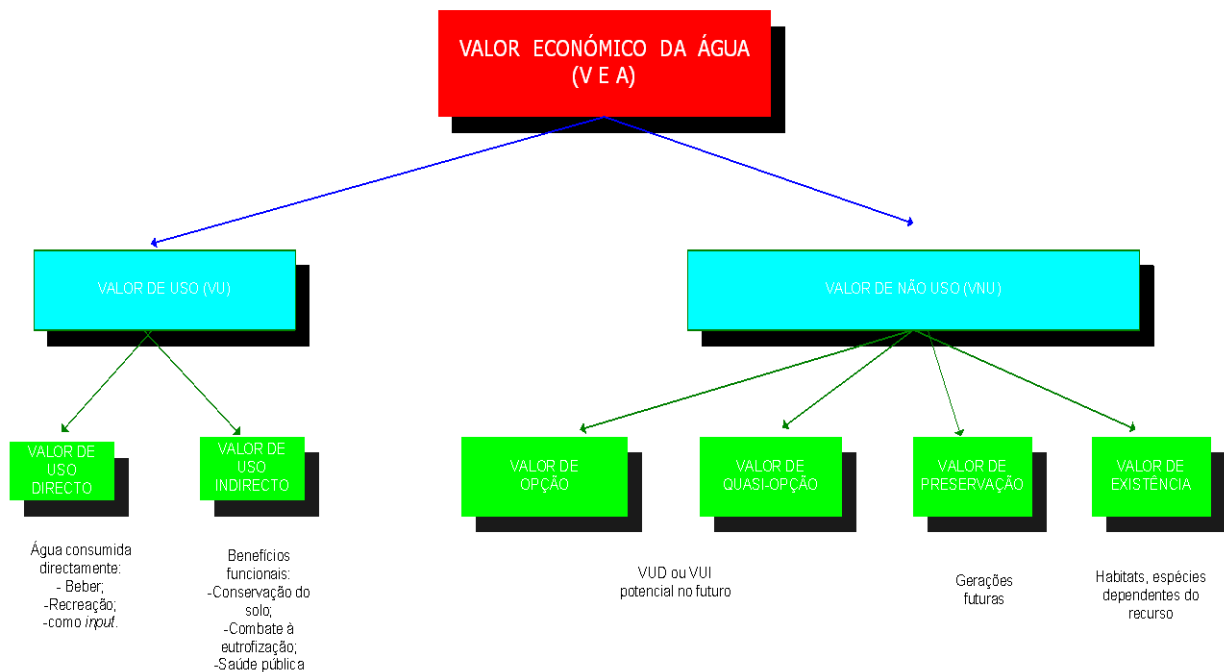 VALOR ECONÓMICO DA ÁGUA
(V E A)
VALOR DE USO (VU)
VALOR DE NÃO USO (VNU)
VALOR DE
USO
DIRECTO
VALOR DE
USO
INDIRECTO
VALOR DE
OPÇÃO
VALOR DE
QUASI-OPÇÃO
VALOR DE
PRESERVAÇÃO
VALOR DE
EXISTÊNCIA
Água consumida
directamente:
- Beber;
-Recreação;
-como input.
Benefícios
funcionais:
-Conservação do
solo;
-Combate à
eutrofização;
-Saúde pública
VUD ou VUI
potencial no futuro
Gerações
futuras
Habitats, espécies
dependentes do
recurso